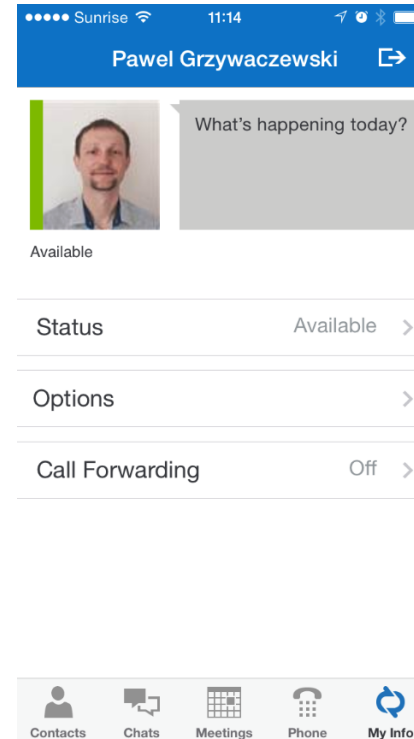 Sunrise 11:14
Pawel Grzywaczewski
What's happening today?
Available
Status Available
Options
Call Forwarding Off
Contacts Chats Meetings Phone My Info